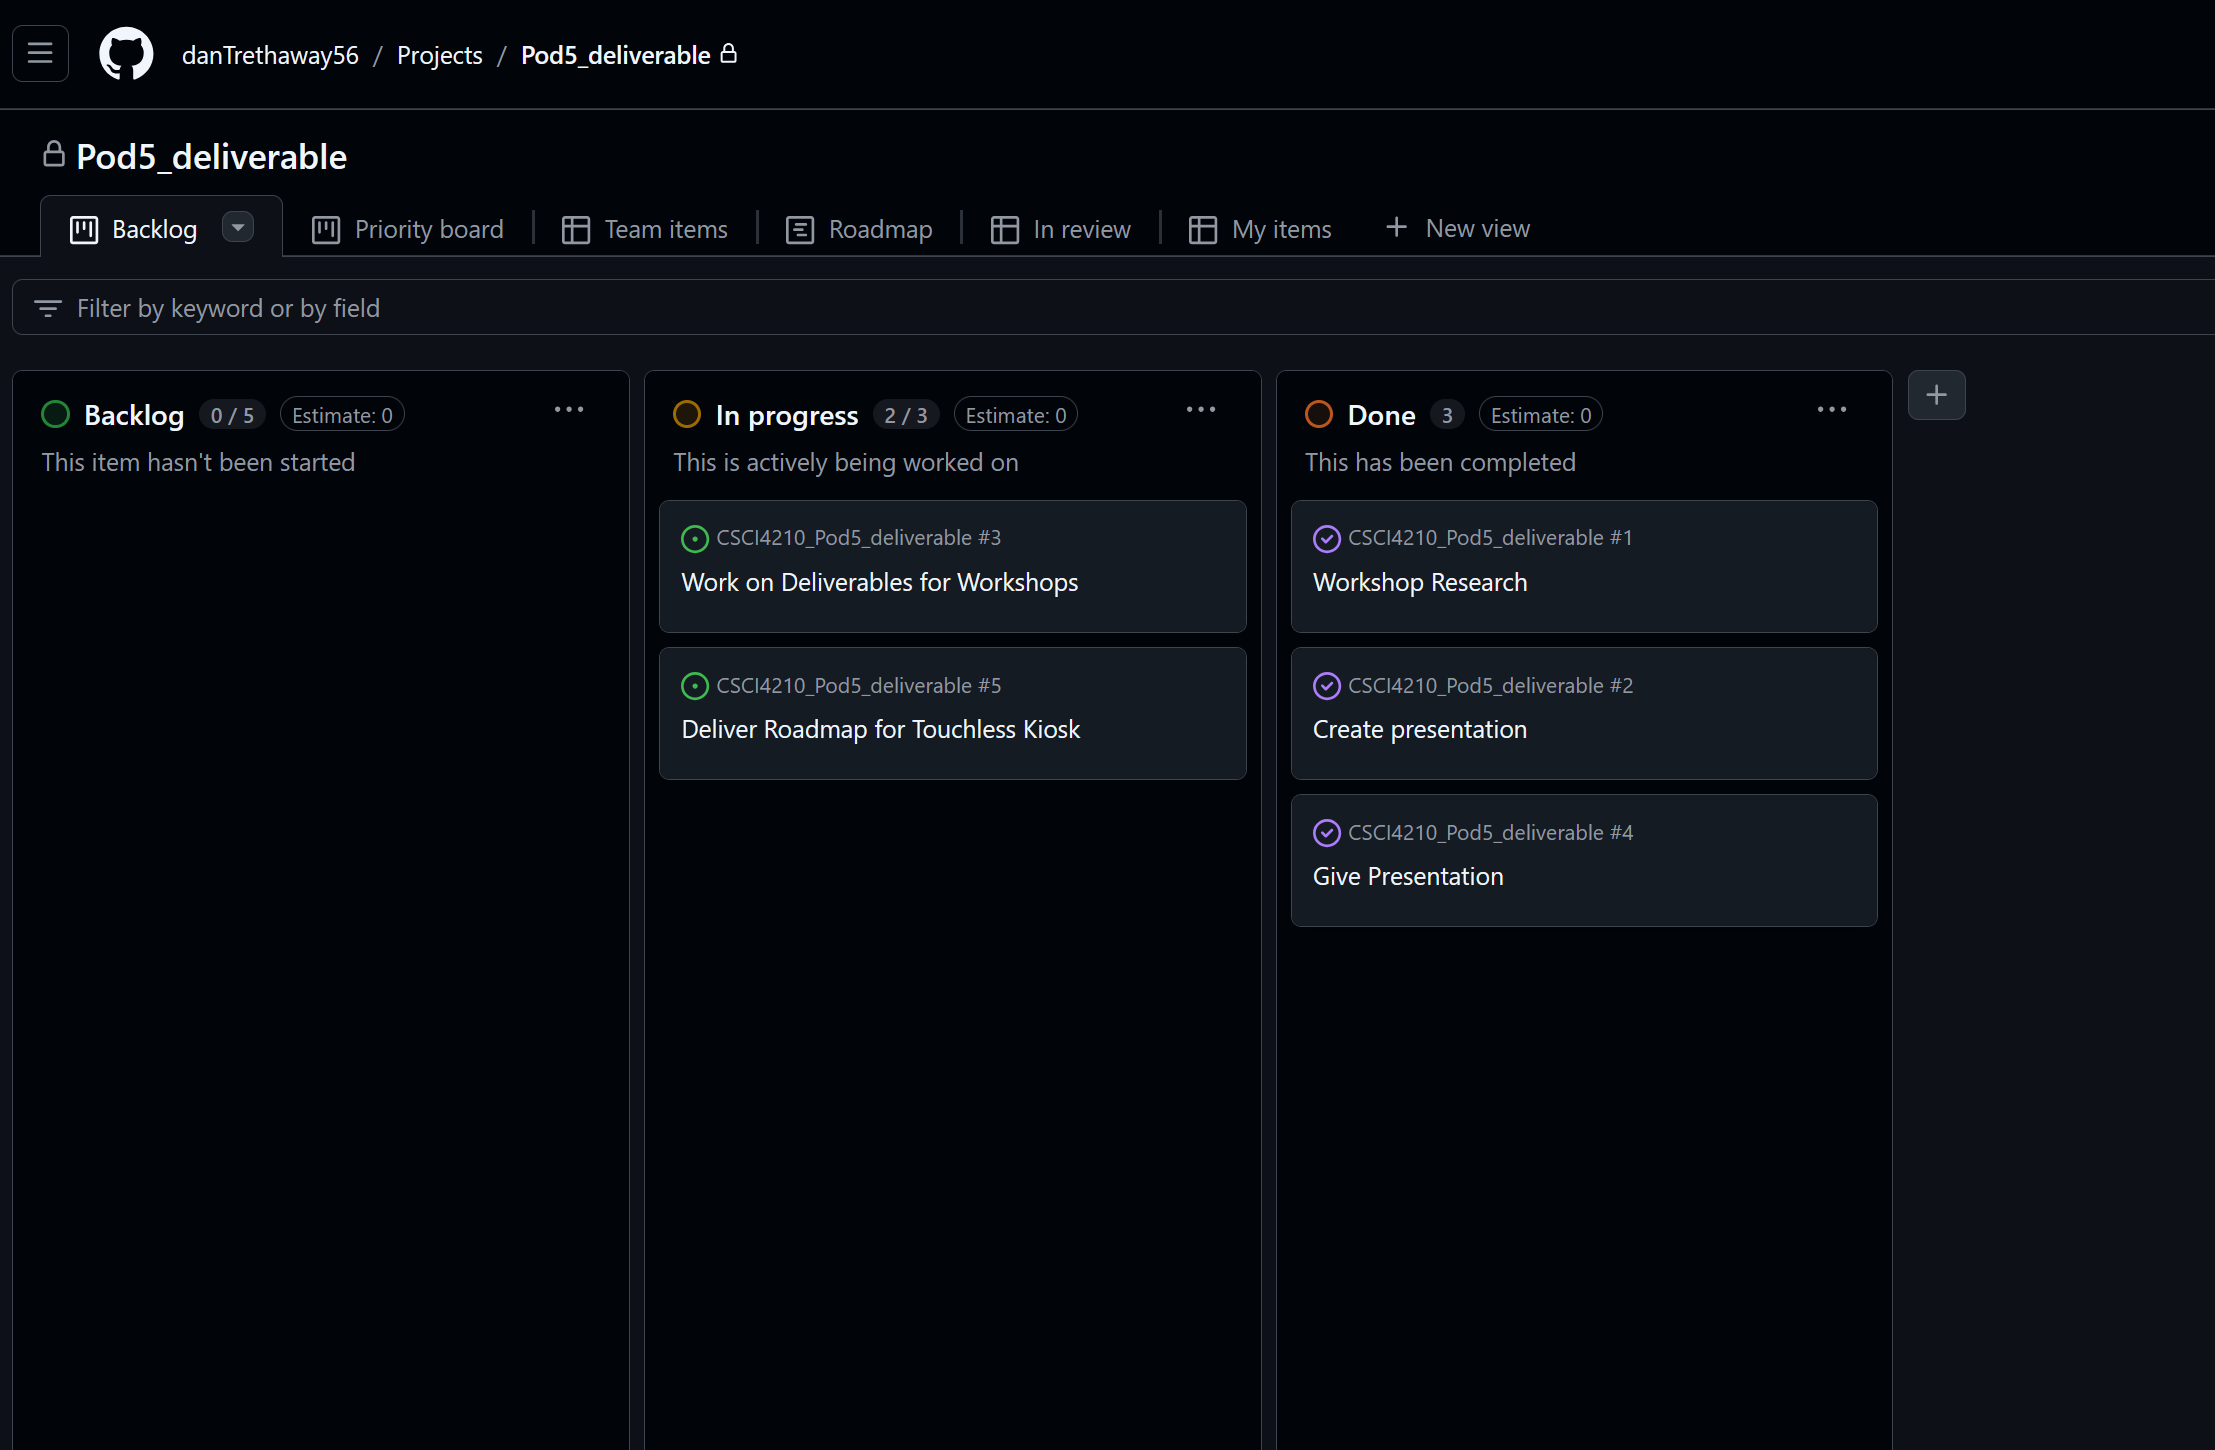 danTrethaway56 / Projects / Pod5_deliverable
Pod5_deliverable
Backlog
Priority board
Team items
Roadmap
In review
My items
+ New view
Filter by keyword or by field
Backlog 0 / 5 Estimate: 0 ...
This item hasn't been started
In progress 2 / 3 Estimate: 0 ...
This is actively being worked on
CSCI4210_Pod5_deliverable #3
Work on Deliverables for Workshops
CSCI4210_Pod5_deliverable #5
Deliver Roadmap for Touchless Kiosk
Done 3 Estimate: 0 ...
This has been completed
CSCI4210_Pod5_deliverable #1
Workshop Research
CSCI4210_Pod5_deliverable #2
Create presentation
CSCI4210_Pod5_deliverable #4
Give Presentation
+